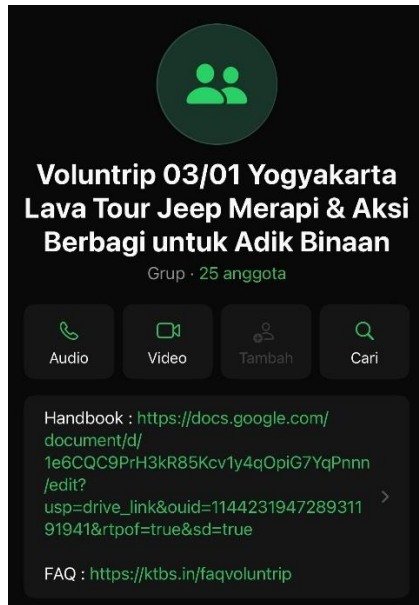 Voluntrip 03/01 Yogyakarta
Lava Tour Jeep Merapi & Aksi
Berbagi untuk Adik Binaan
Grup · 25 anggota
Audio
Video
Tambah
Cari
Handbook : https://docs.google.com/
document/d/
1e6CQC9PrH3kR85Kcv1y4qOpiG7YqPnnn
/edit?
usp=drive_link&ouid=1144231947289311
91941&rtpof=true&sd=true
FAQ : https://ktbs.in/faqvoluntrip